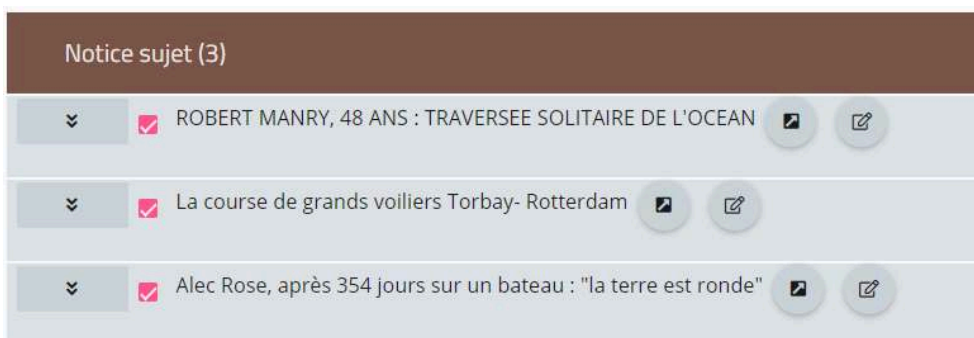 Notice sujet (3)
ROBERT MANRY, 48 ANS : TRAVERSEE SOLITAIRE DE L'OCEAN
La course de grands voiliers Torbay- Rotterdam
Alec Rose, après 354 jours sur un bateau : "la terre est ronde"